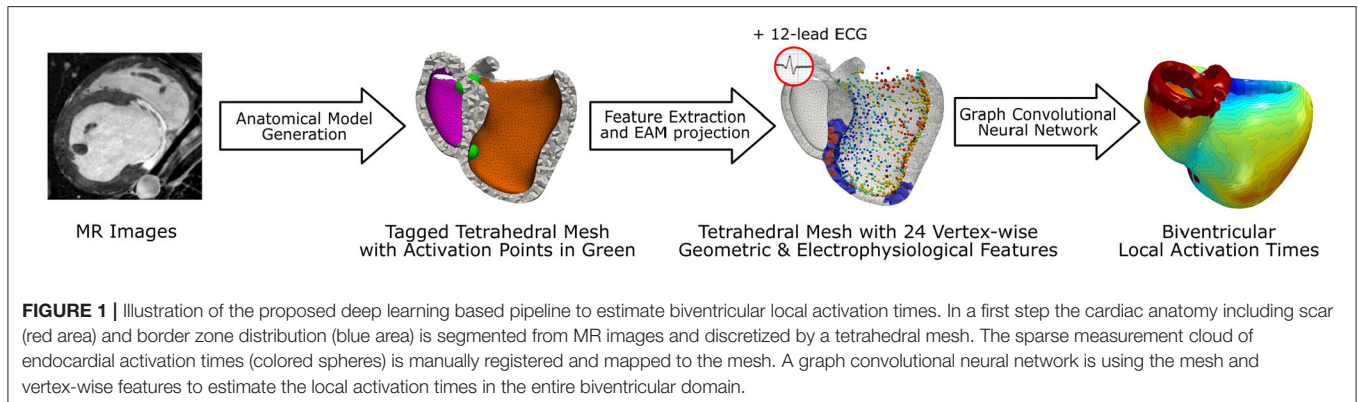 + 12-lead ECG
Anatomical Model
Generation
Feature Extraction
and EAM projection
Graph Convolutional
Neural Network
MR Images
Tagged Tetrahedral Mesh
with Activation Points in Green
Tetrahedral Mesh with 24 Vertex-wise
Geometric & Electrophysiological Features
Biventricular
Local Activation Times
FIGURE 1 | Illustration of the proposed deep learning based pipeline to estimate biventricular local activation times. In a first step the cardiac anatomy including scar
(red area) and border zone distribution (blue area) is segmented from MR images and discretized by a tetrahedral mesh. The sparse measurement cloud of
endocardial activation times (colored spheres) is manually registered and mapped to the mesh. A graph convolutional neural network is using the mesh and
vertex-wise features to estimate the local activation times in the entire biventricular domain.